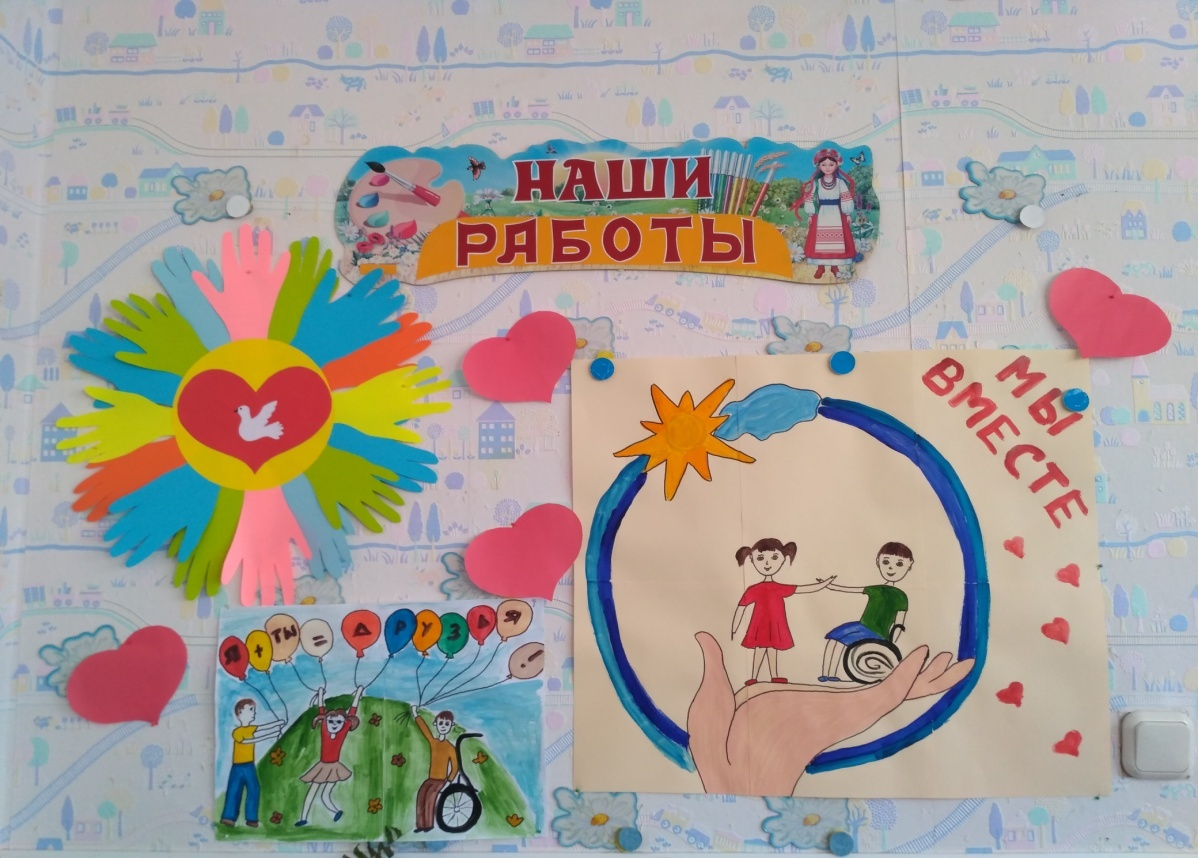 НАШИ
РАБОТЫ
МЫ
ВМЕСТЕ
Я + ТЫ = ДРУЗЬЯ!